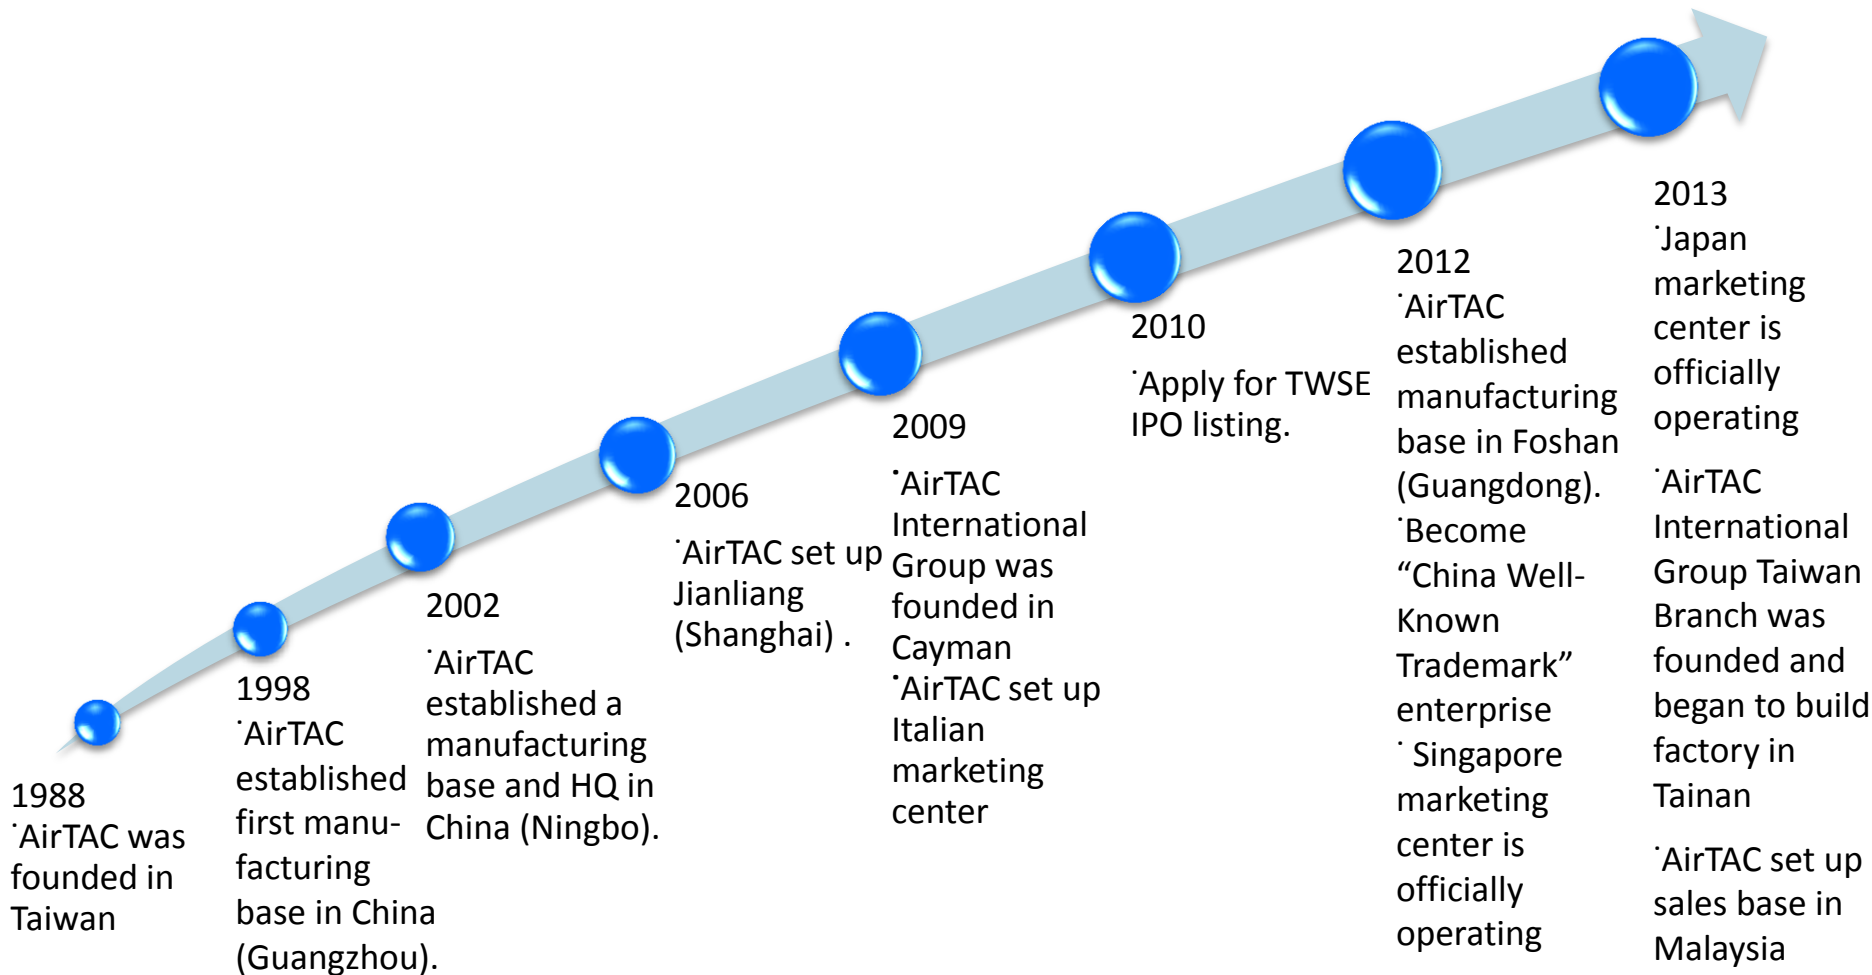 1988
˙AirTAC was
founded in
Taiwan
1998
˙AirTAC
established
first manu-
facturing
base in China
(Guangzhou).
2002
˙AirTAC
established a
manufacturing
base and HQ in
China (Ningbo).
2006
˙AirTAC set up
Jianliang
(Shanghai) .
2009
˙AirTAC
International
Group was
founded in
Cayman
˙AirTAC set up
Italian
marketing
center
2010
˙Apply for TWSE
IPO listing.
2012
˙AirTAC
established
manufacturing
base in Foshan
(Guangdong).
˙Become
“China Well-
Known
Trademark”
enterprise
˙Singapore
marketing
center is
officially
operating
2013
˙Japan
marketing
center is
officially
operating
˙AirTAC
International
Group Taiwan
Branch was
founded and
began to build
factory in
Tainan
˙AirTAC set up
sales base in
Malaysia